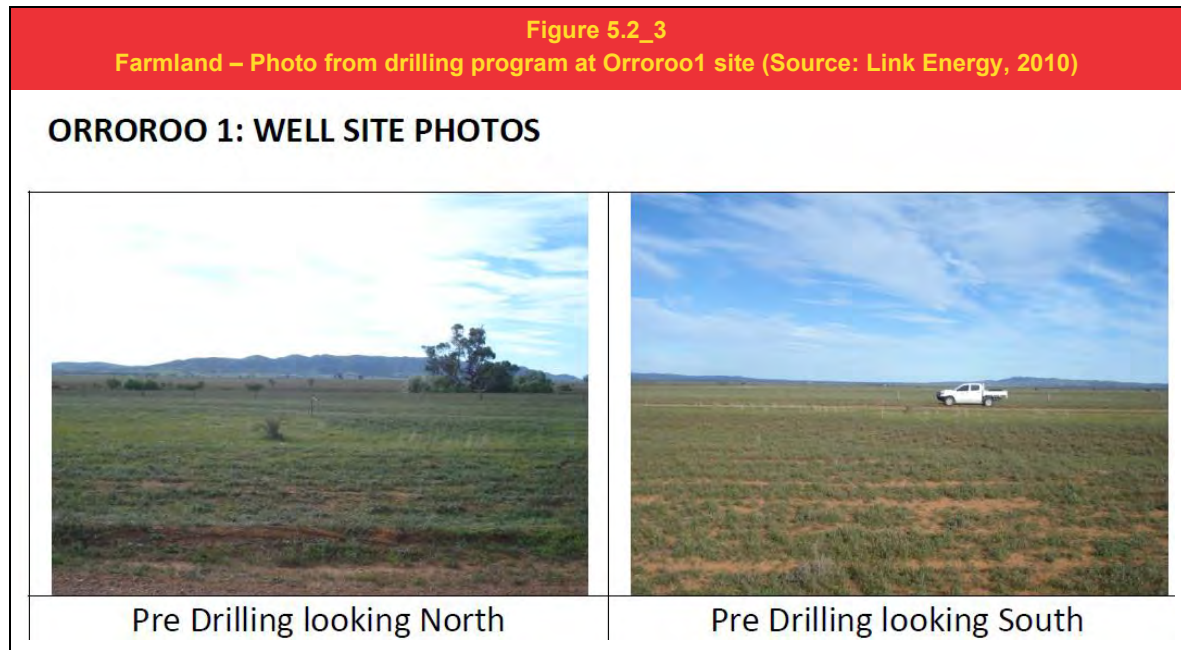 Figure 5.2_3
Farmland – Photo from drilling program at Orroroo1 site (Source: Link Energy, 2010)
ORROROO 1: WELL SITE PHOTOS
Pre Drilling looking North
Pre Drilling looking South